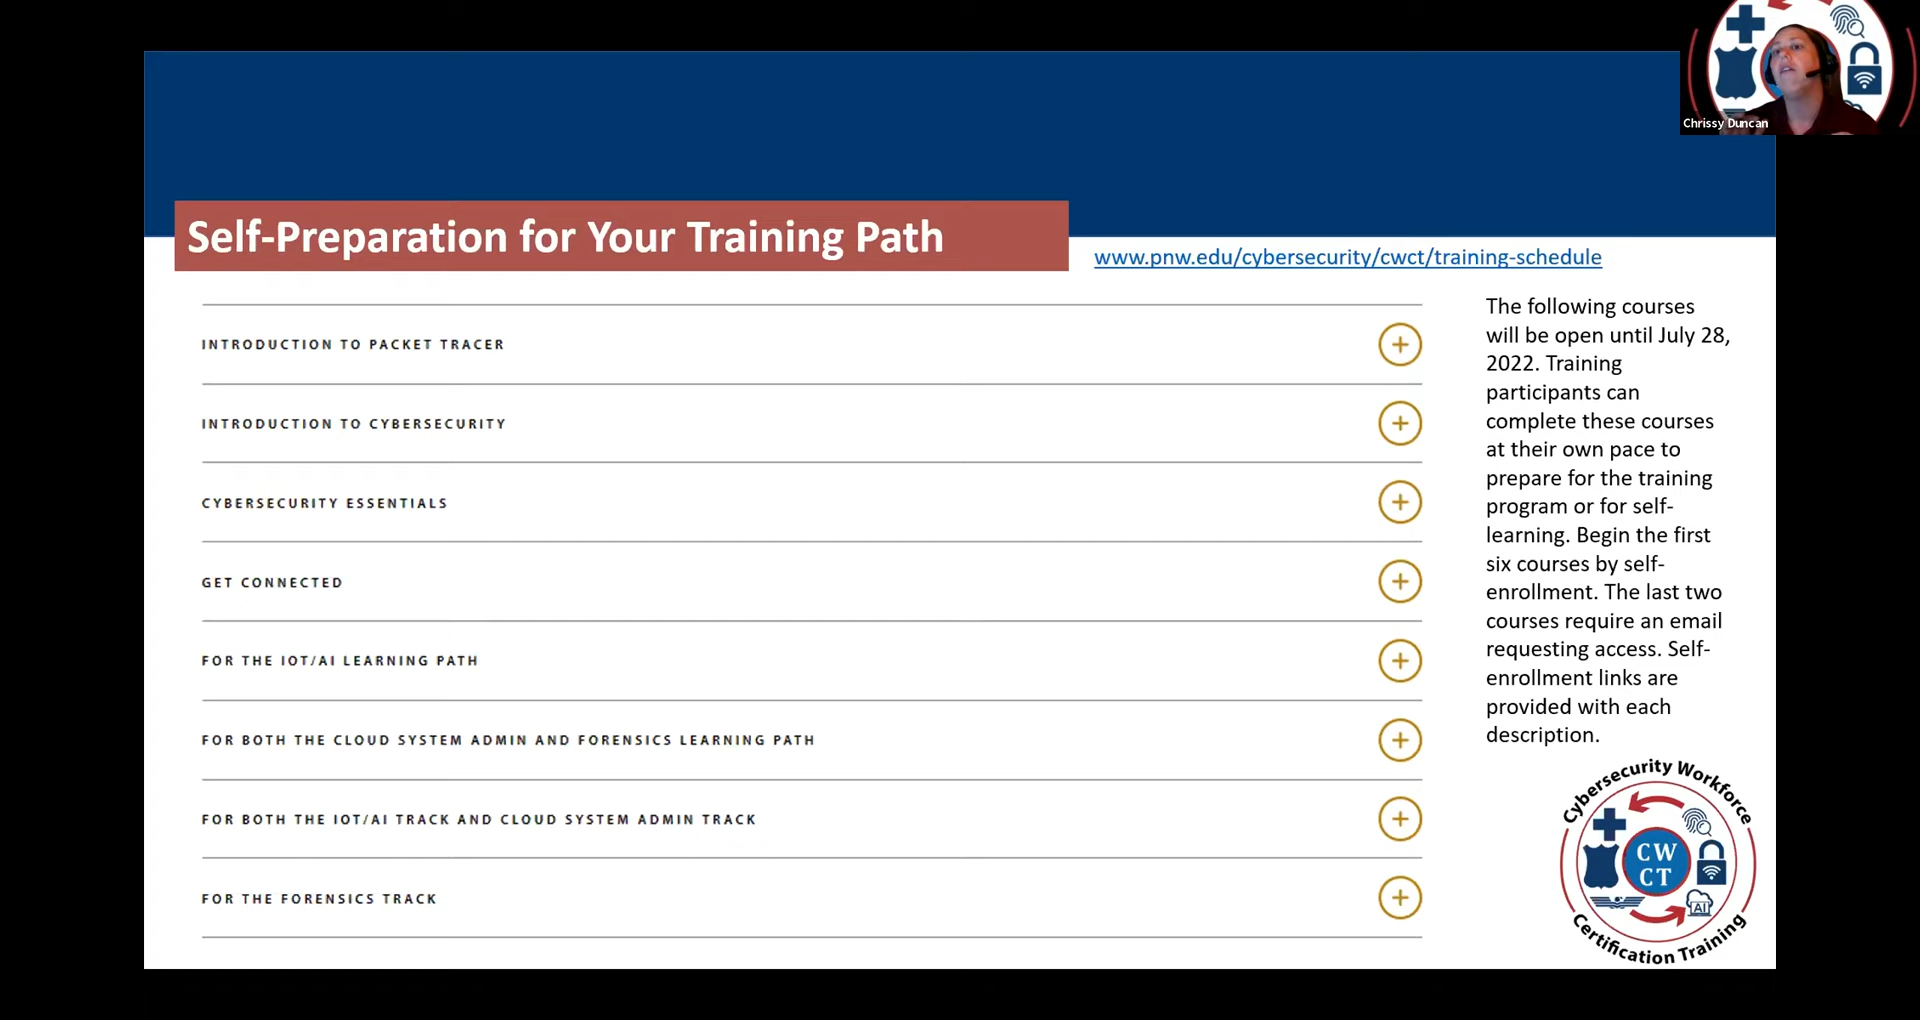 Chrissy Duncan
Self-Preparation for Your Training Path
www.pnw.edu/cybersecurity/cwct/training-schedule
INTRODUCTION TO PACKET TRACER
INTRODUCTION TO CYBERSECURITY
CYBERSECURITY ESSENTIALS
GET CONNECTED
FOR THE IOT/AI LEARNING PATH
FOR BOTH THE CLOUD SYSTEM ADMIN AND FORENSICS LEARNING PATH
FOR BOTH THE IOT/AI TRACK AND CLOUD SYSTEM ADMIN TRACK
FOR THE FORENSICS TRACK
The following courses
will be open until July 28,
2022. Training
participants can
complete these courses
at their own pace to
prepare for the training
program or for self-
learning. Begin the first
six courses by self-
enrollment. The last two
courses require an email
requesting access. Self-
enrollment links are
provided with each
description.
Cybersecurity Workforce
CW
CT
AI
Certification Training